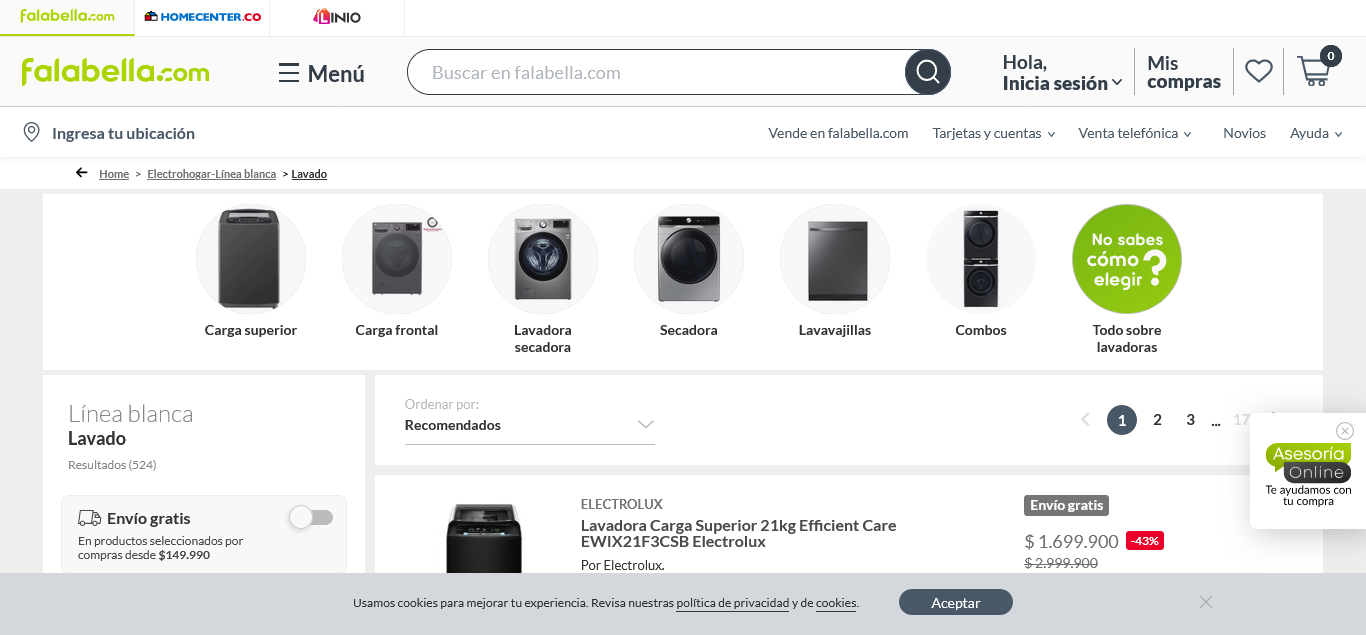 falabella.com
HOMECENTER.CO
LINIO
falabella.com
Menú
Buscar en falabella.com
Hola,
Inicia sesión
Mis
compras
0
Ingresa tu ubicación
Vende en falabella.com
Tarjetas y cuentas
Venta telefónica
Novios
Ayuda
Home > Electrohogar-Línea blanca > Lavado
No sabes
cómo
elegir ?
Carga superior
Carga frontal
Lavadora
secadora
Secadora
Lavavajillas
Combos
Todo sobre
lavadoras
Línea blanca
Lavado
Resultados (524)
Envío gratis
En productos seleccionados por
compras desde $149.990
Ordenar por:
Recomendados
1 2 3 ... 17
Asesoría
Online
Te ayudamos con
tu compra
ELECTROLUX
Lavadora Carga Superior 21kg Efficient Care
EWIX21F3CSB Electrolux
Por Electrolux.
Envío gratis
$ 1.699.900 -43%
$ 2.999.900
Usamos cookies para mejorar tu experiencia. Revisa nuestras política de privacidad y de cookies.
Aceptar